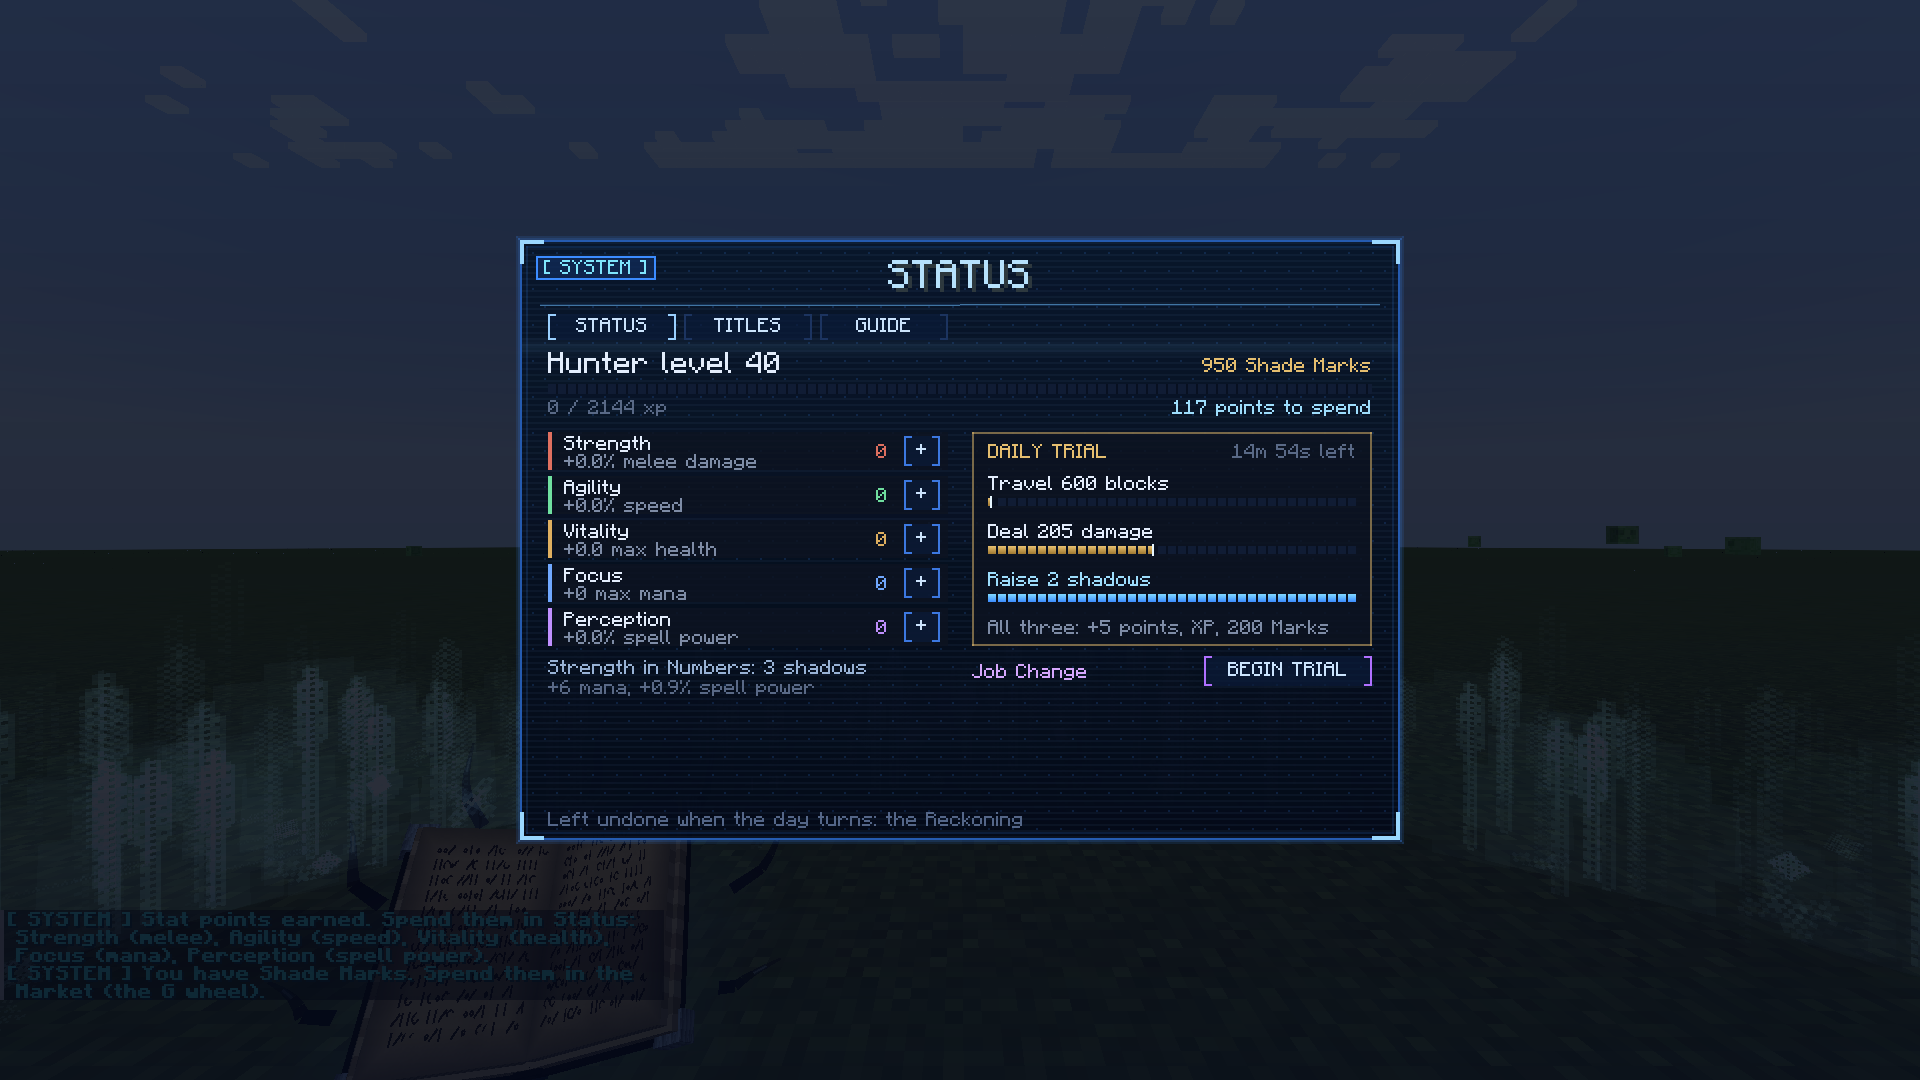 [ SYSTEM ]
STATUS
[ STATUS ] [ TITLES ] [ GUIDE ]
Hunter level 40
950 Shade Marks
0 / 2144 xp
117 points to spend
Strength
+0.0% melee damage
0 [+]
Agility
+0.0% speed
0 [+]
Vitality
+0.0 max health
0 [+]
Focus
+0 max mana
0 [+]
Perception
+0.0% spell power
0 [+]
Strength in Numbers: 3 shadows
+6 mana, +0.9% spell power
DAILY TRIAL
14m 54s left
Travel 600 blocks
Deal 205 damage
Raise 2 shadows
All three: +5 points, XP, 200 Marks
Job Change
[ BEGIN TRIAL ]
Left undone when the day turns: the Reckoning
[ SYSTEM ] Stat points earned. Spend them in Status:
Strength (melee), Agility (speed), Vitality (health),
Focus (mana), Perception (spell power).
[ SYSTEM ] You have Shade Marks. Spend them in the
Market (the G wheel).